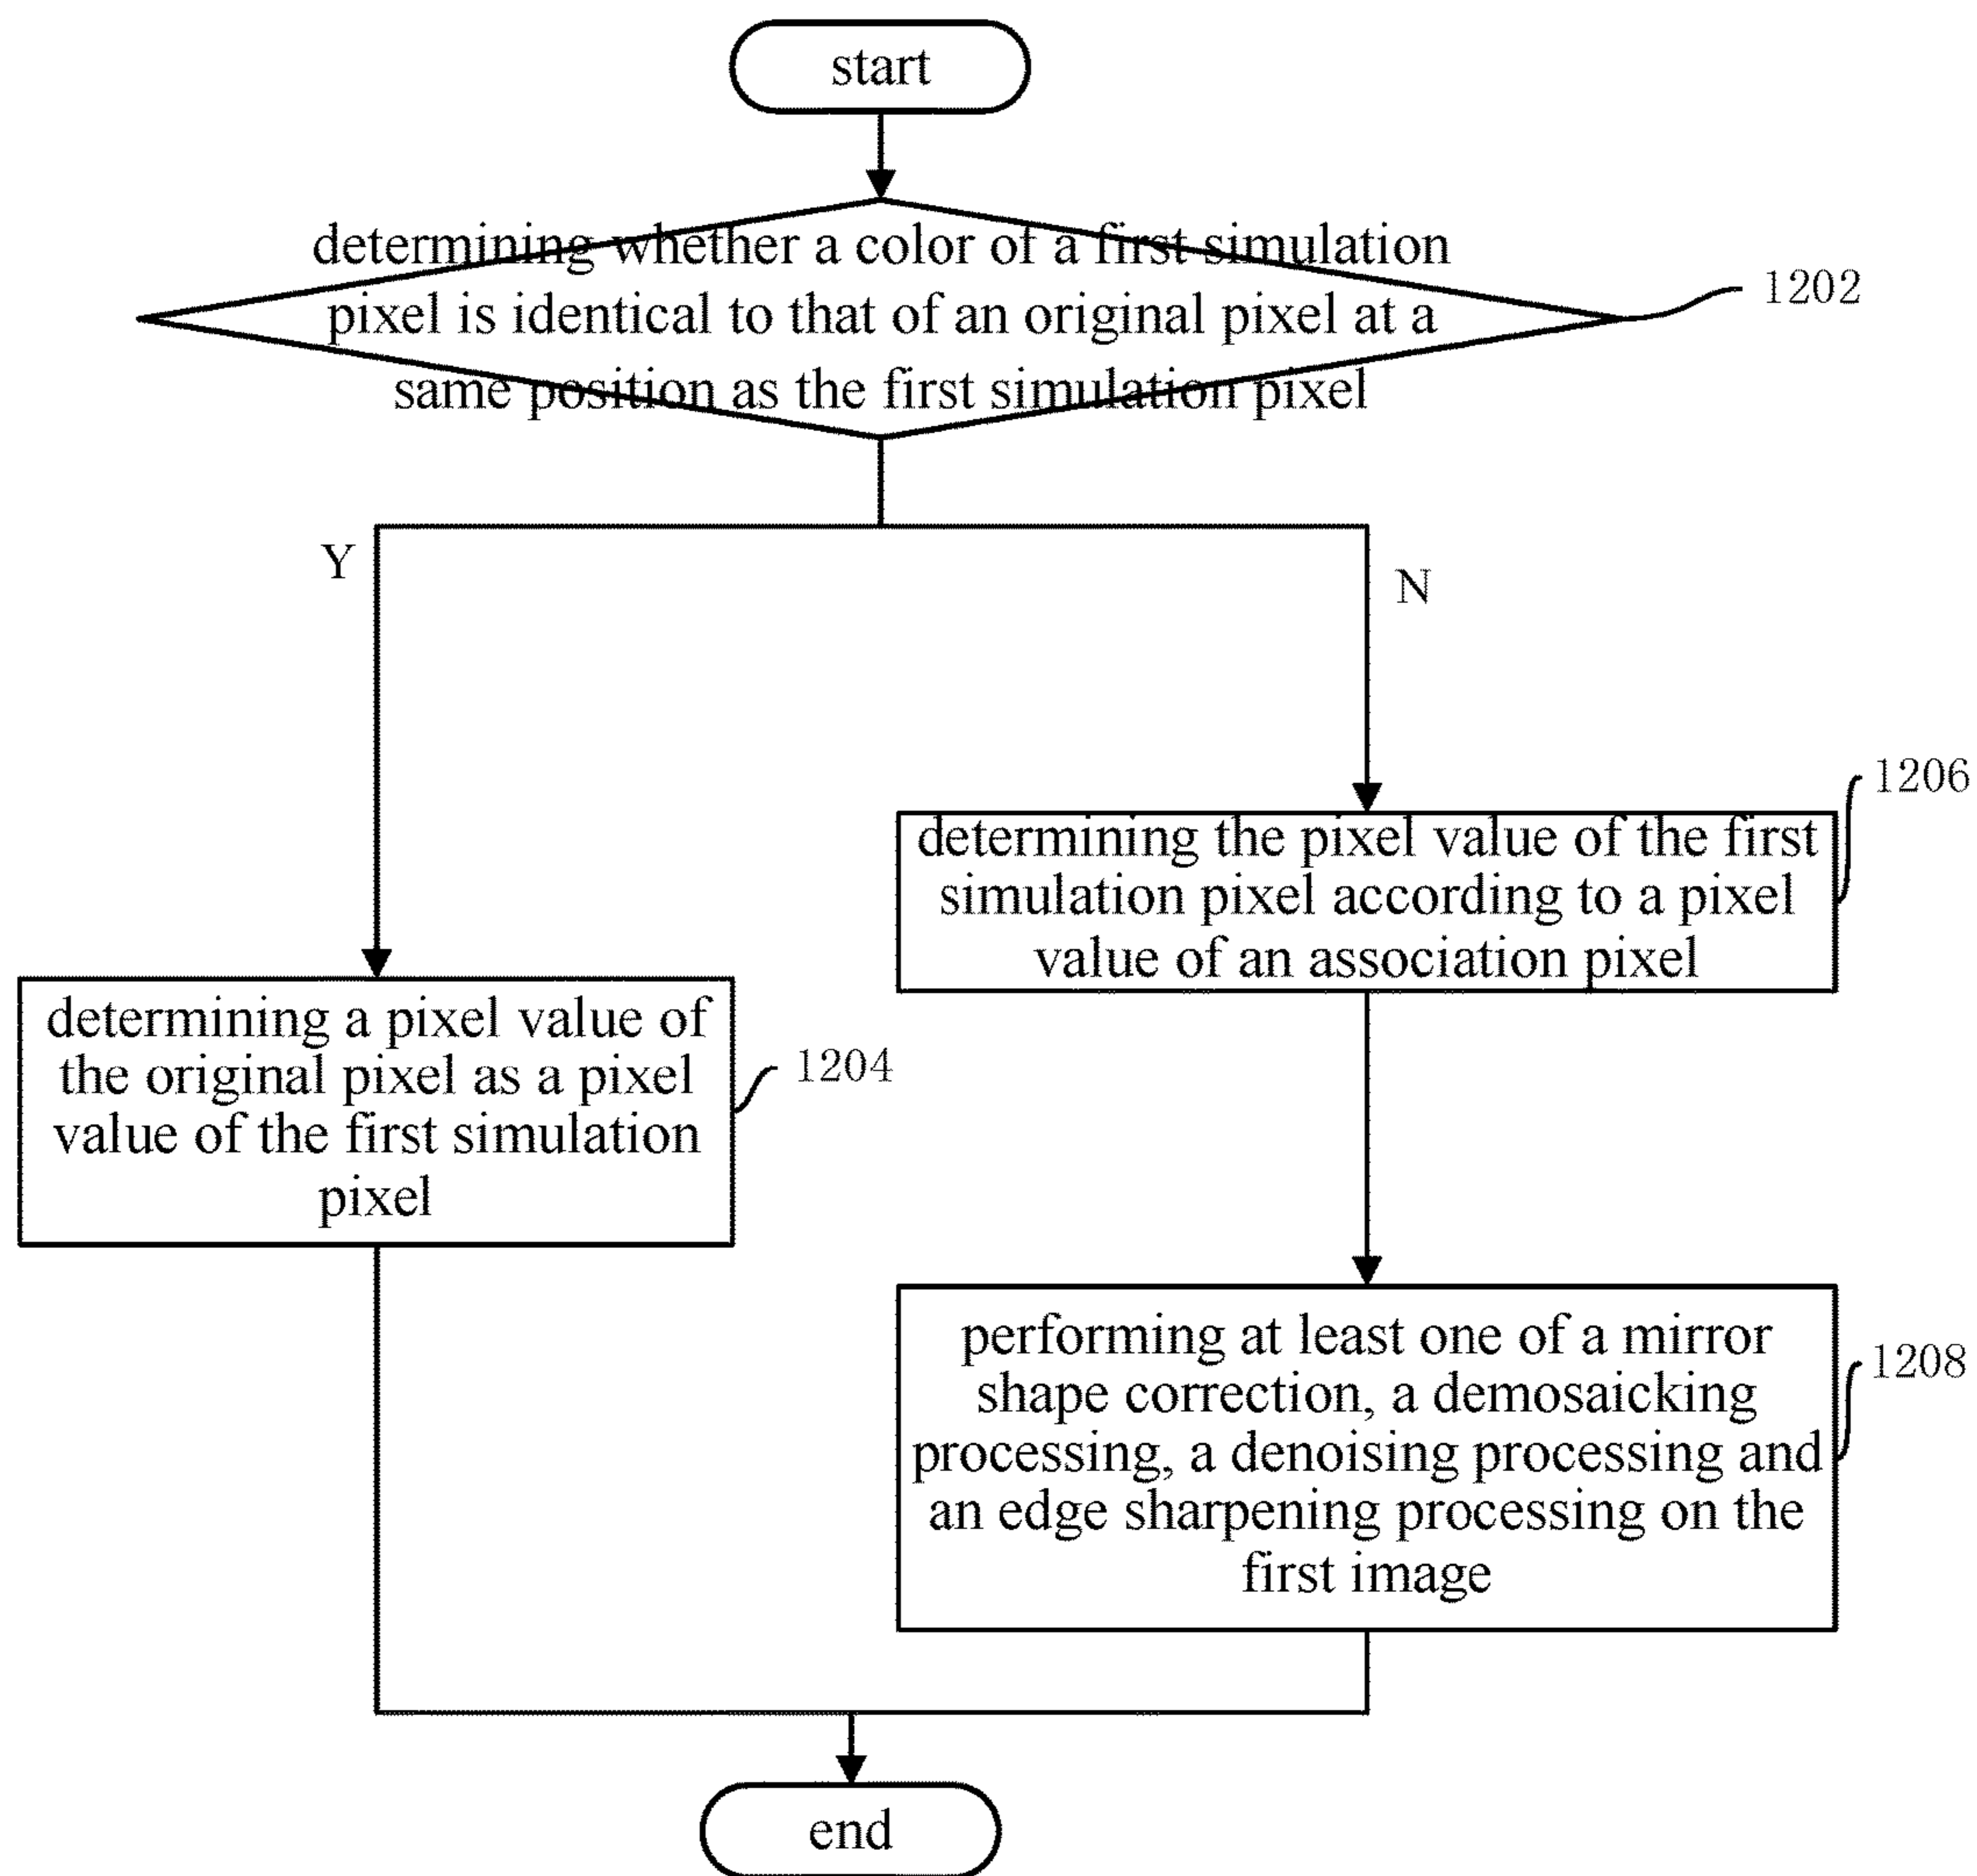 start
determining whether a color of a first simulation
pixel is identical to that of an original pixel at a
same position as the first simulation pixel
1202
Y
N
1206
determining the pixel value of the first
simulation pixel according to a pixel
value of an association pixel
determining a pixel value of
the original pixel as a pixel
value of the first simulation
pixel
1204
performing at least one of a mirror
shape correction, a demosaicking
processing, a denoising processing and
an edge sharpening processing on the
first image
1208
end